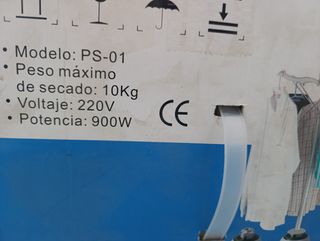 • Modelo: PS-01
• Peso máximo
de secado: 10Kg
• Voltaje: 220V
• Potencia: 900W
CE